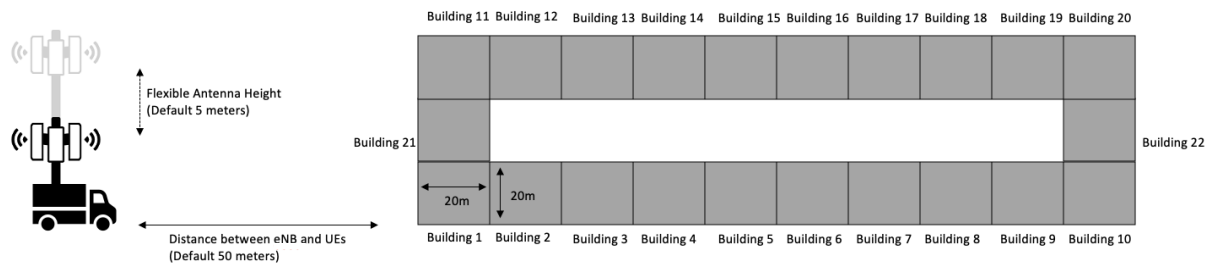 Building 11 Building 12 Building 13 Building 14 Building 15 Building 16 Building 17 Building 18 Building 19 Building 20
Flexible Antenna Height
(Default 5 meters)
Building 21
Building 22
20m
20m
Distance between eNB and UEs
(Default 50 meters)
Building 1 Building 2 Building 3 Building 4 Building 5 Building 6 Building 7 Building 8 Building 9 Building 10